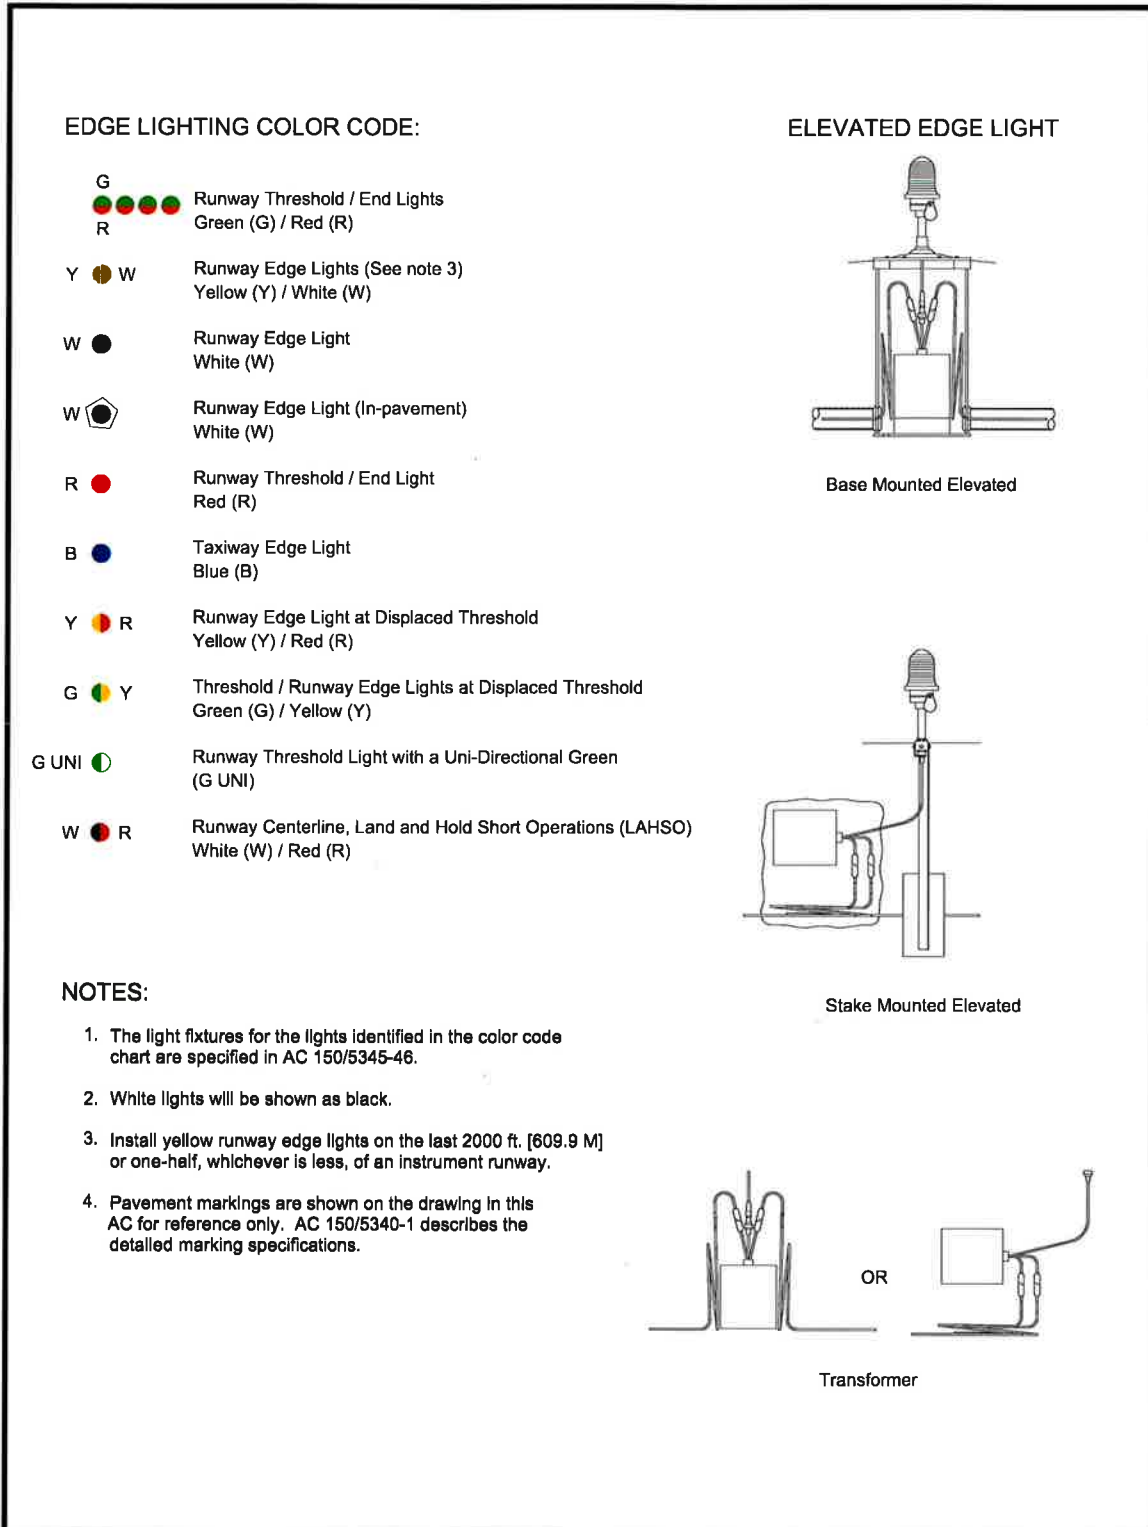 EDGE LIGHTING COLOR CODE:
G
R
Runway Threshold / End Lights
Green (G) / Red (R)
Y W
Runway Edge Lights (See note 3)
Yellow (Y) / White (W)
W
Runway Edge Light
White (W)
W
Runway Edge Light (In-pavement)
White (W)
R
Runway Threshold / End Light
Red (R)
B
Taxiway Edge Light
Blue (B)
Y R
Runway Edge Light at Displaced Threshold
Yellow (Y) / Red (R)
G Y
Threshold / Runway Edge Lights at Displaced Threshold
Green (G) / Yellow (Y)
G UNI
Runway Threshold Light with a Uni-Directional Green
(G UNI)
W R
Runway Centerline, Land and Hold Short Operations (LAHSO)
White (W) / Red (R)
NOTES:
1. The light fixtures for the lights identified in the color code
chart are specified in AC 150/5345-46.
2. White lights will be shown as black.
3. Install yellow runway edge lights on the last 2000 ft. [609.9 M]
or one-half, whichever is less, of an instrument runway.
4. Pavement markings are shown on the drawing in this
AC for reference only. AC 150/5340-1 describes the
detailed marking specifications.
ELEVATED EDGE LIGHT
Base Mounted Elevated
Stake Mounted Elevated
OR
Transformer